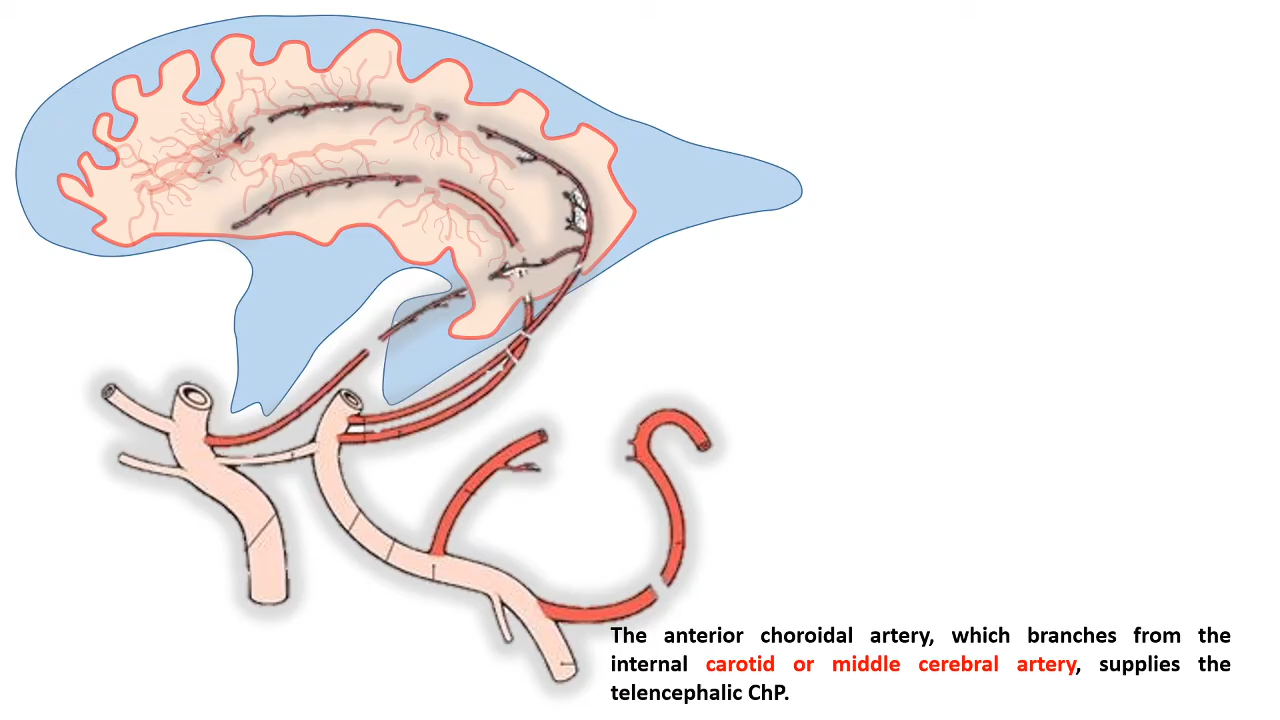 The anterior choroidal artery, which branches from the
internal carotid or middle cerebral artery, supplies the
telencephalic ChP.